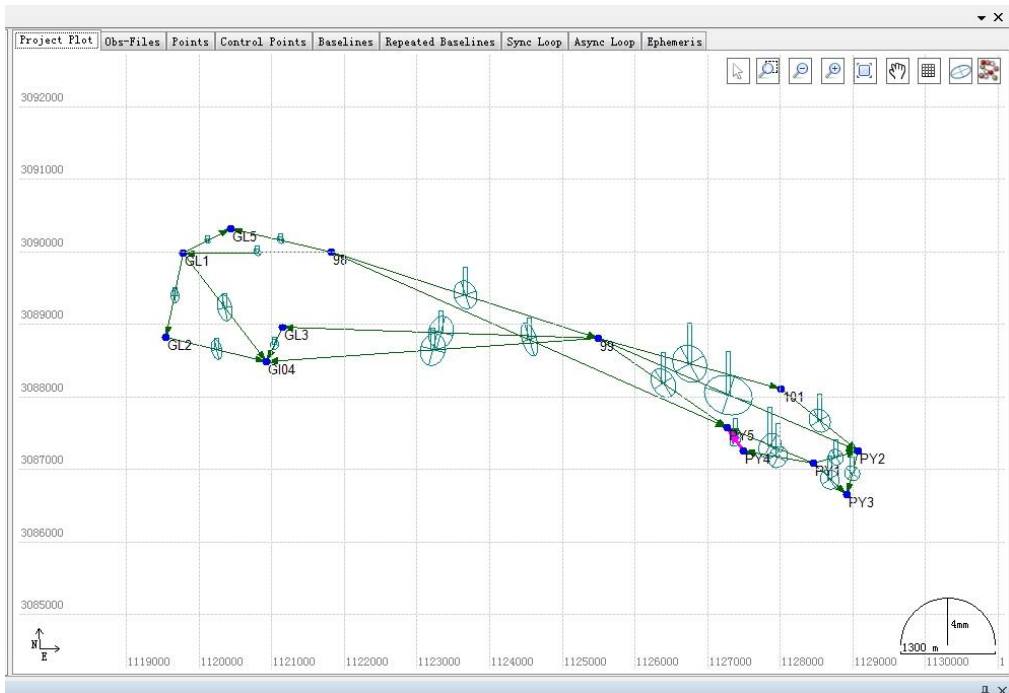 Project Plot Obs-Files Points Control Points Baselines Repeated Baselines Sync Loop Async Loop Ephemeris
3092000
3091000
3090000
3089000
3088000
3087000
3086000
3085000
GL5
GL1
98
GL3
GL2
GI04
99
101
PY5
PY4
PY1
PY2
PY3
N
E
4mm
1300 m
1119000 1120000 1121000 1122000 1123000 1124000 1125000 1126000 1127000 1128000 1129000 1130000 1